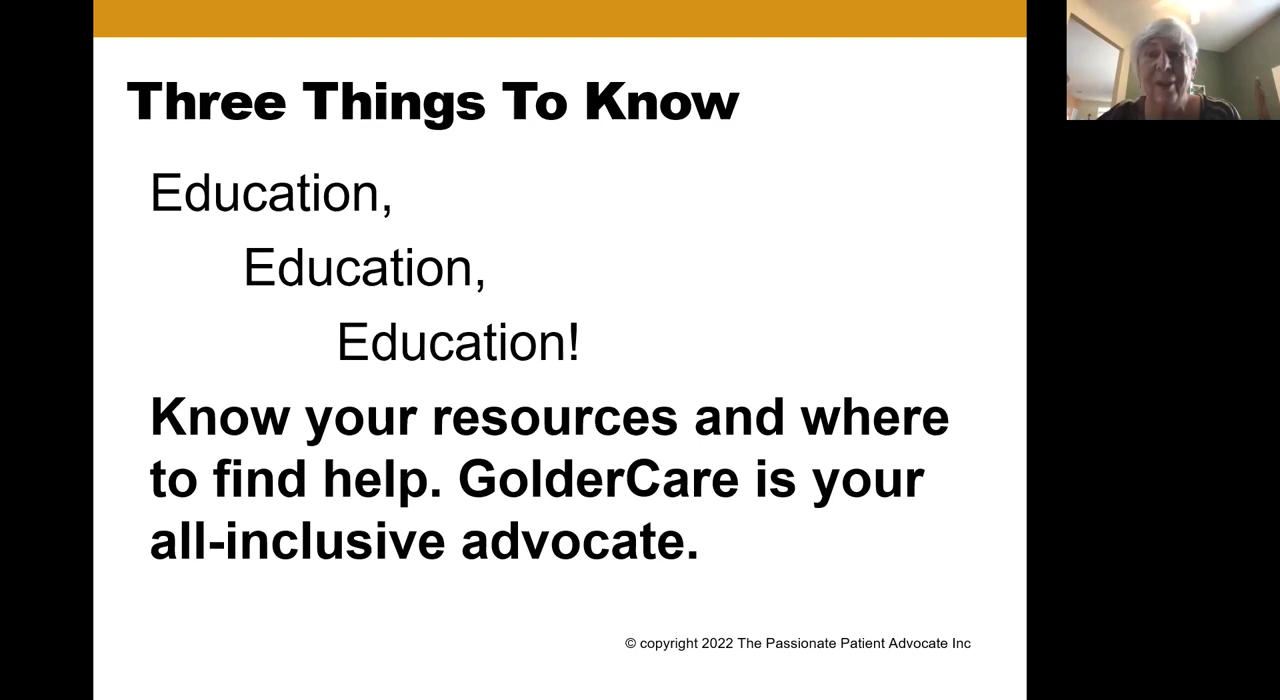 Three Things To Know
Education,
Education,
Education!
Know your resources and where
to find help. GolderCare is your
all-inclusive advocate.
© copyright 2022 The Passionate Patient Advocate Inc